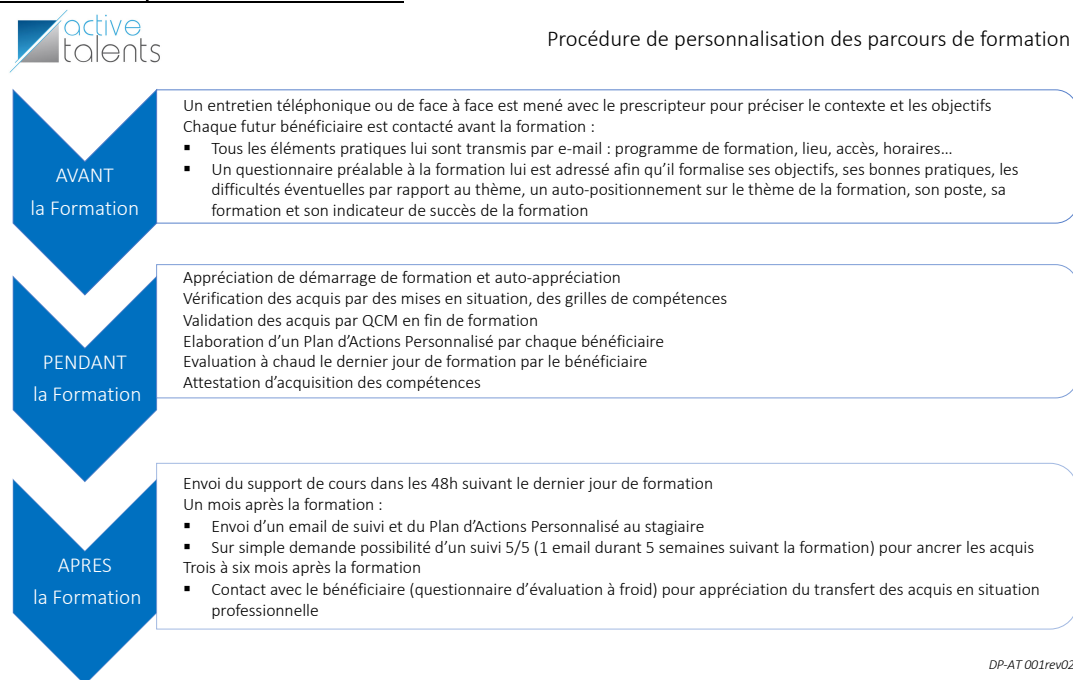 active
talents
Procédure de personnalisation des parcours de formation
AVANT
la Formation
Un entretien téléphonique ou de face à face est mené avec le prescripteur pour préciser le contexte et les objectifs
Chaque futur bénéficiaire est contacté avant la formation :
▪ Tous les éléments pratiques lui sont transmis par e-mail : programme de formation, lieu, accès, horaires…
▪ Un questionnaire préalable à la formation lui est adressé afin qu’il formalise ses objectifs, ses bonnes pratiques, les
difficultés éventuelles par rapport au thème, un auto-positionnement sur le thème de la formation, son poste, sa
formation et son indicateur de succès de la formation
PENDANT
la Formation
Appréciation de démarrage de formation et auto-appréciation
Vérification des acquis par des mises en situation, des grilles de compétences
Validation des acquis par QCM en fin de formation
Elaboration d’un Plan d’Actions Personnalisé par chaque bénéficiaire
Evaluation à chaud le dernier jour de formation par le bénéficiaire
Attestation d’acquisition des compétences
APRES
la Formation
Envoi du support de cours dans les 48h suivant le dernier jour de formation
Un mois après la formation :
▪ Envoi d’un email de suivi et du Plan d’Actions Personnalisé au stagiaire
▪ Sur simple demande possibilité d’un suivi 5/5 (1 email durant 5 semaines suivant la formation) pour ancrer les acquis
Trois à six mois après la formation
▪ Contact avec le bénéficiaire (questionnaire d’évaluation à froid) pour appréciation du transfert des acquis en situation
professionnelle
DP-AT 001rev02